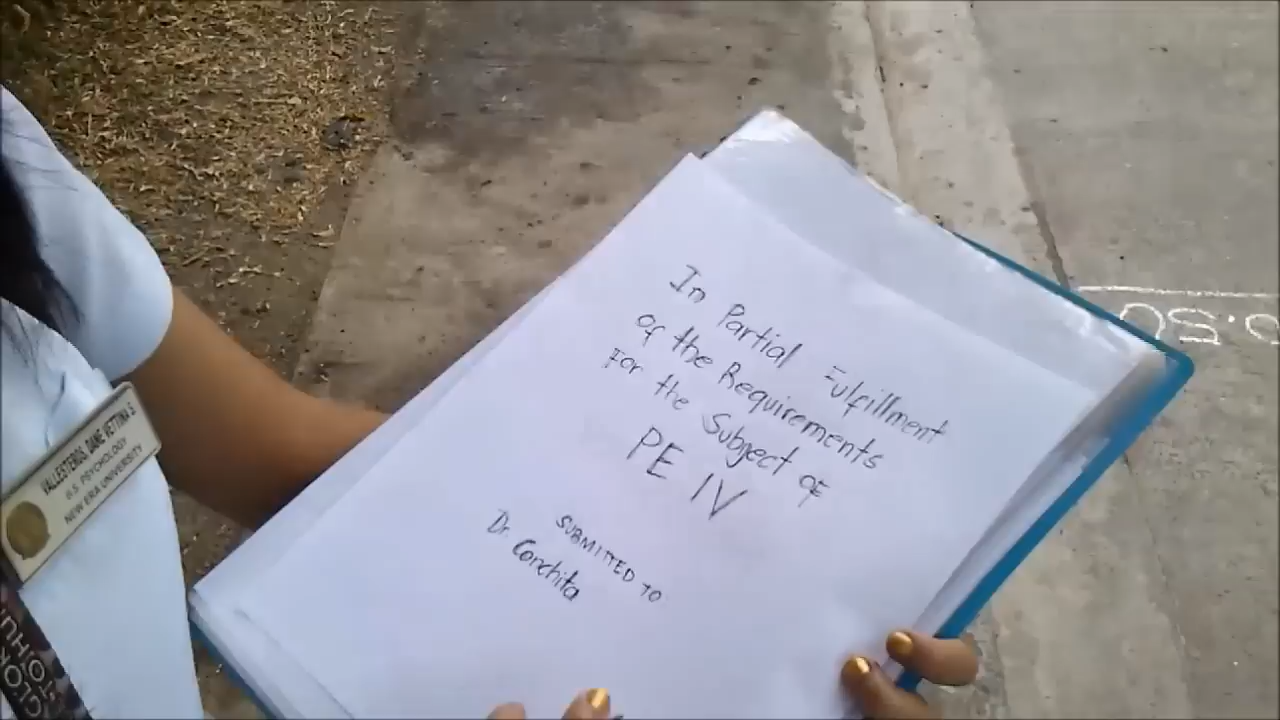 In Partial Fulfillment
of the Requirements
For the Subject of
PE IV
SUBMITTED TO
Dr. Conchita
VALLESTEROS, DANE VETTINA S.
B.S. PSYCHOLOGY
NEW ERA UNIVERSITY